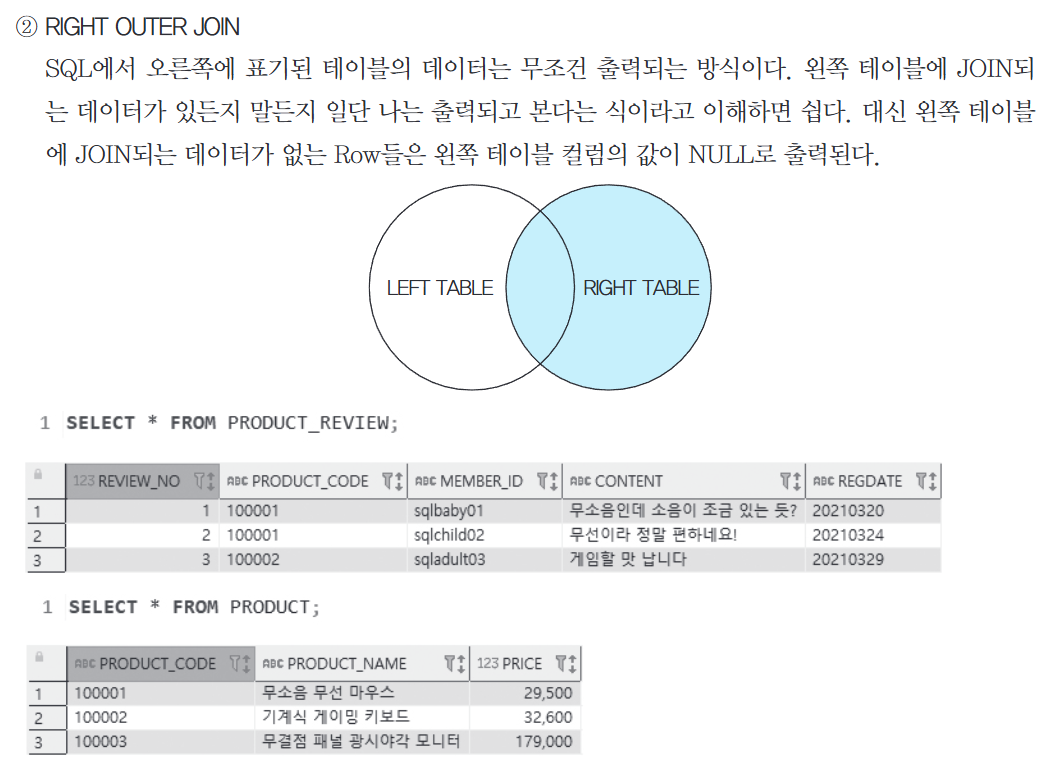 ② RIGHT OUTER JOIN
SQL에서 오른쪽에 표기된 테이블의 데이터는 무조건 출력되는 방식이다. 왼쪽 테이블에 JOIN되
는 데이터가 있든지 말든지 일단 나는 출력되고 본다는 식이라고 이해하면 쉽다. 대신 왼쪽 테이블
에 JOIN되는 데이터가 없는 Row들은 왼쪽 테이블 컬럼의 값이 NULL로 출력된다.
LEFT TABLE RIGHT TABLE
1 SELECT * FROM PRODUCT_REVIEW;
123 REVIEW_NO ABC PRODUCT_CODE ABC MEMBER_ID ABC CONTENT ABC REGDATE
1 1 100001 sqlbaby01 무소음인데 소음이 조금 있는 듯? 20210320
2 2 100001 sqlchild02 무선이라 정말 편하네요! 20210324
3 3 100002 sqladult03 게임할 맛 납니다 20210329
1 SELECT * FROM PRODUCT;
ABC PRODUCT_CODE ABC PRODUCT_NAME 123 PRICE
1 100001 무소음 무선 마우스 29,500
2 100002 기계식 게이밍 키보드 32,600
3 100003 무결점 패널 광시야각 모니터 179,000